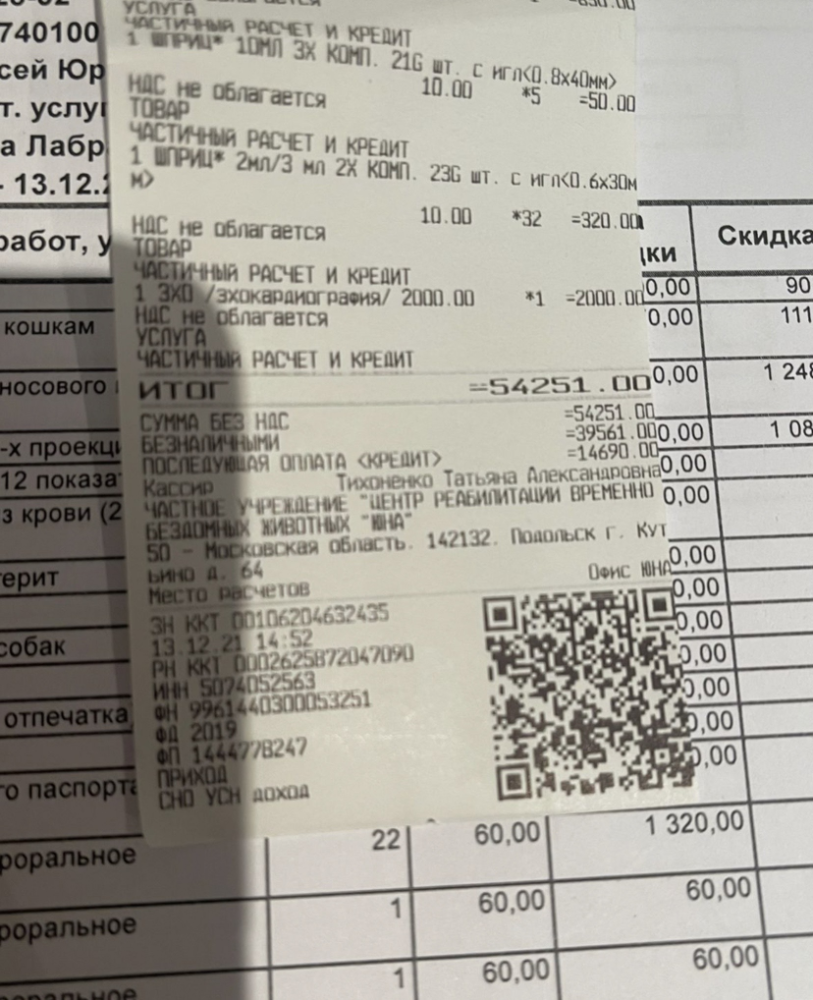 740100
сей Юр
т. услу
а Лабр
- 13.12.
работ, у
дки
Скидка
УСЛУГА
ЧАСТИЧНЫЙ РАСЧЕТ И КРЕДИТ
1 ШПРИЦ* 10МЛ 3Х КОМП. 21G шт. с игл<0.8х40мм>
10.00 *5 =50.00
НДС не облагается
ТОВАР
ЧАСТИЧНЫЙ РАСЧЕТ И КРЕДИТ
1 ШПРИЦ* 2мл/3 мл 2Х КОМП. 23G шт. с игл<0.6х30м
м>
10.00 *32 =320.00
НДС не облагается
ТОВАР
ЧАСТИЧНЫЙ РАСЧЕТ И КРЕДИТ
1 ЭХО /эхокардиография/ 2000.00 *1 =2000.00
НДС не облагается
УСЛУГА
ЧАСТИЧНЫЙ РАСЧЕТ И КРЕДИТ
ИТОГ =54251.00
СУММА БЕЗ НДС =54251.00
БЕЗНАЛИЧНЫМИ =39561.00
ПОСЛЕДУЮЩАЯ ОПЛАТА <КРЕДИТ> =14690.00
Кассир Тихоненко Татьяна Александровна
ЧАСТНОЕ УЧРЕЖДЕНИЕ "ЦЕНТР РЕАБИЛИТАЦИИ ВРЕМЕННО
БЕЗДОМНЫХ ЖИВОТНЫХ "ЮНА"
50 - Московская область. 142132. Подольск г. Кут
ьино д. 64
Место расчетов Офис ЮНА
ЗН ККТ 00106204632435
13.12.21 14:52
РН ККТ 0002625872047090
ИНН 5074052563
ФН 9961440300053251
ФД 2019
ФП 1444778247
ПРИХОД
СНО УСН доход
кошкам
носового
-х проекц
12 показа
з крови (2
ерит
собак
отпечатка
го паспорта
0,00 90
0,00 111
0,00 1 248
0,00 1 08
0,00
0,00
0,00
0,00
0,00
0,00
0,00
0,00
0,00
роральное 22 60,00 1 320,00
роральное 1 60,00 60,00
роральное 1 60,00 60,00